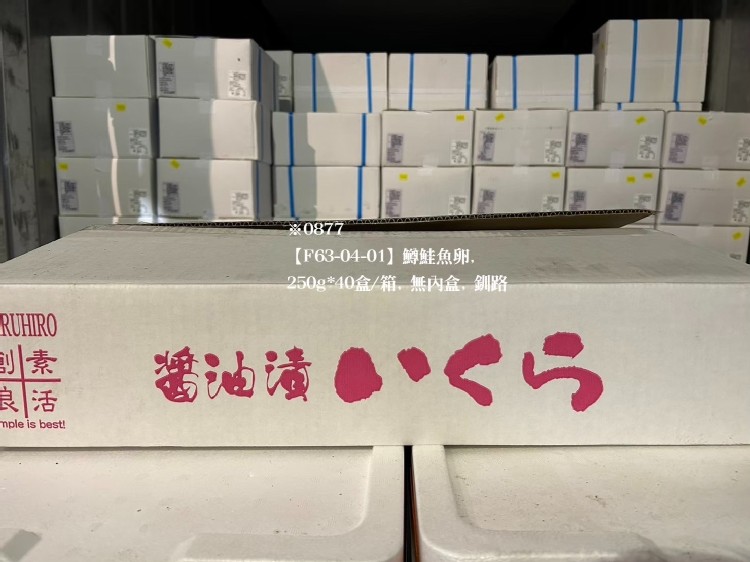 ※0877
【F63-04-01】鱒鮭魚卵.
250g*40盒/箱. 無內盒. 釧路
RUHIRO
創 素
浪 活
mple is best!
醤油漬 いくら